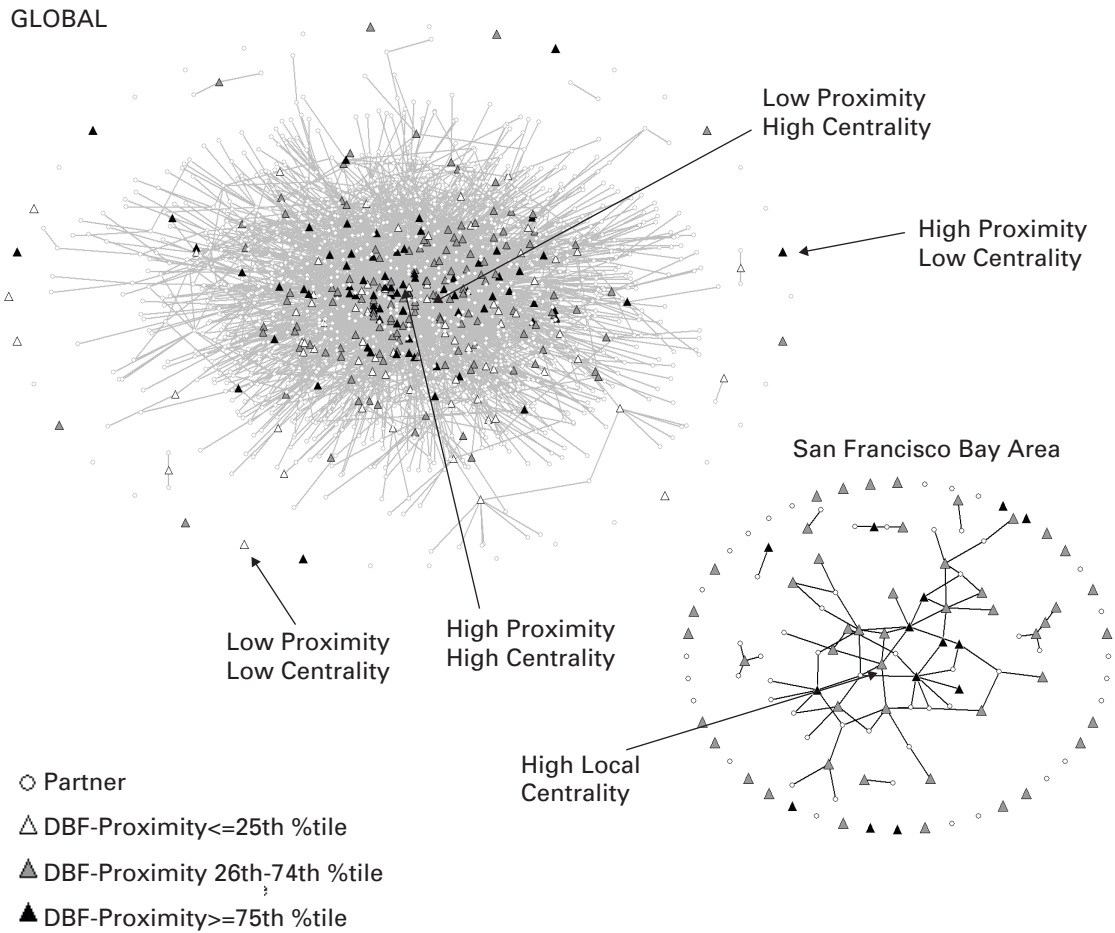 GLOBAL
Low Proximity
High Centrality
High Proximity
Low Centrality
San Francisco Bay Area
Low Proximity
Low Centrality
High Proximity
High Centrality
High Local
Centrality
Partner
DBF-Proximity<=25th %tile
DBF-Proximity 26th-74th %tile
DBF-Proximity>=75th %tile